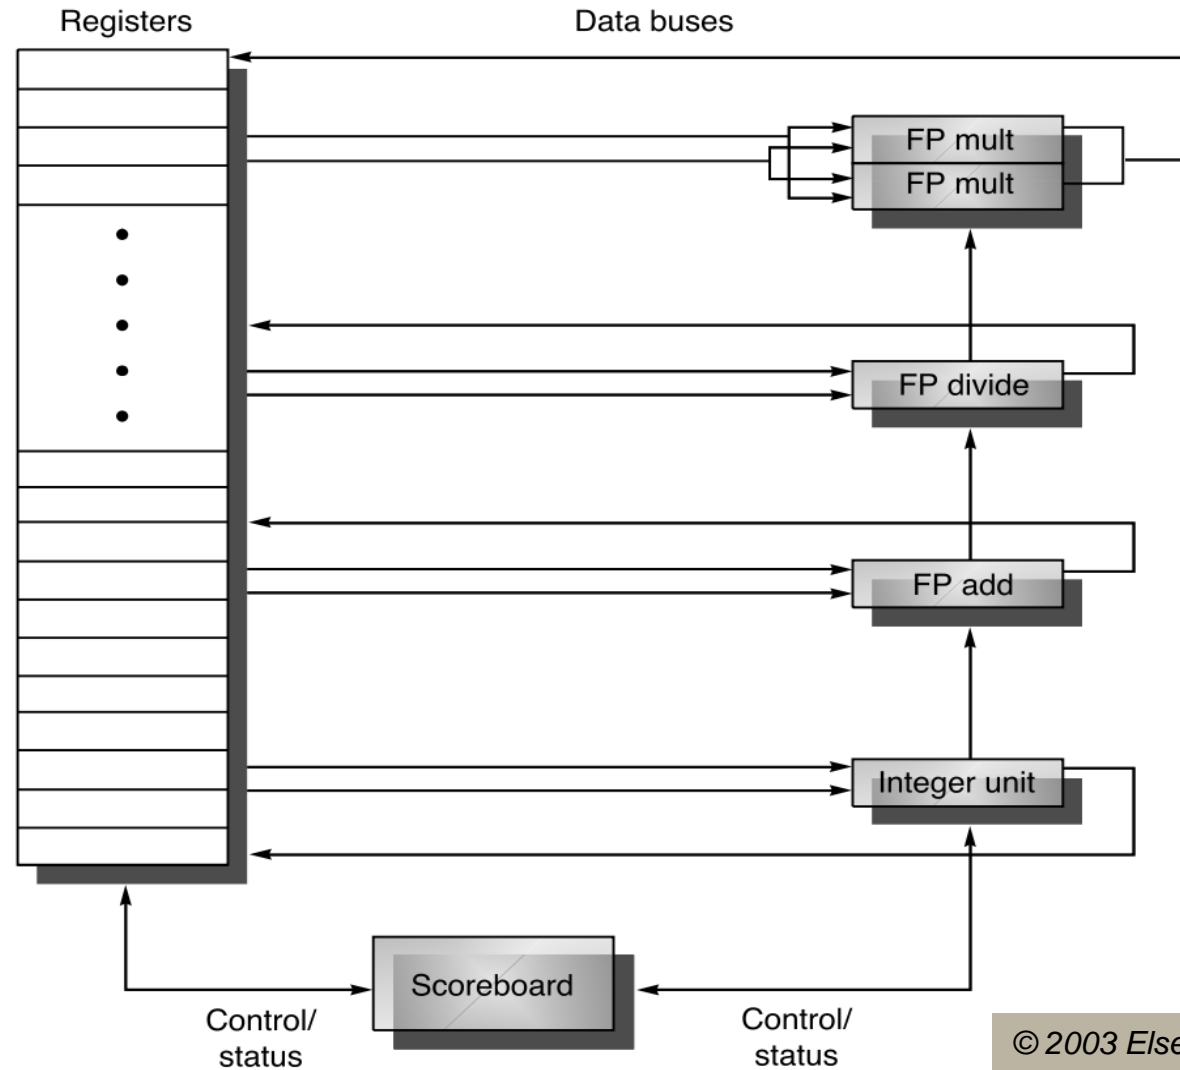 Registers
Data buses
FP mult
FP mult
FP divide
FP add
Integer unit
Scoreboard
Control/
status
Control/
status
© 2003 Else